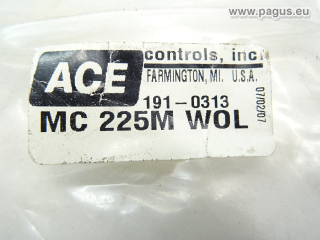 www.pagus.eu
ACE
controls, inc.
FARMINGTON, MI. U.S.A.
191-0313
07/02/07
MC 225M WOL